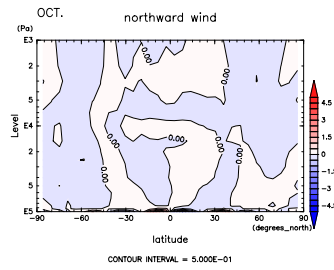 OCT.
northward wind
(Pa)
E3
2
5
E4
2
5
E5
Level
0.00
0.00
0.00
0.00
0.00
0.00
0.00
-90
-60
-30
0
30
60
90
(degrees_north)
latitude
4.5
3
1.5
0
-1.5
-3
-4.5
CONTOUR INTERVAL = 5.000E-01